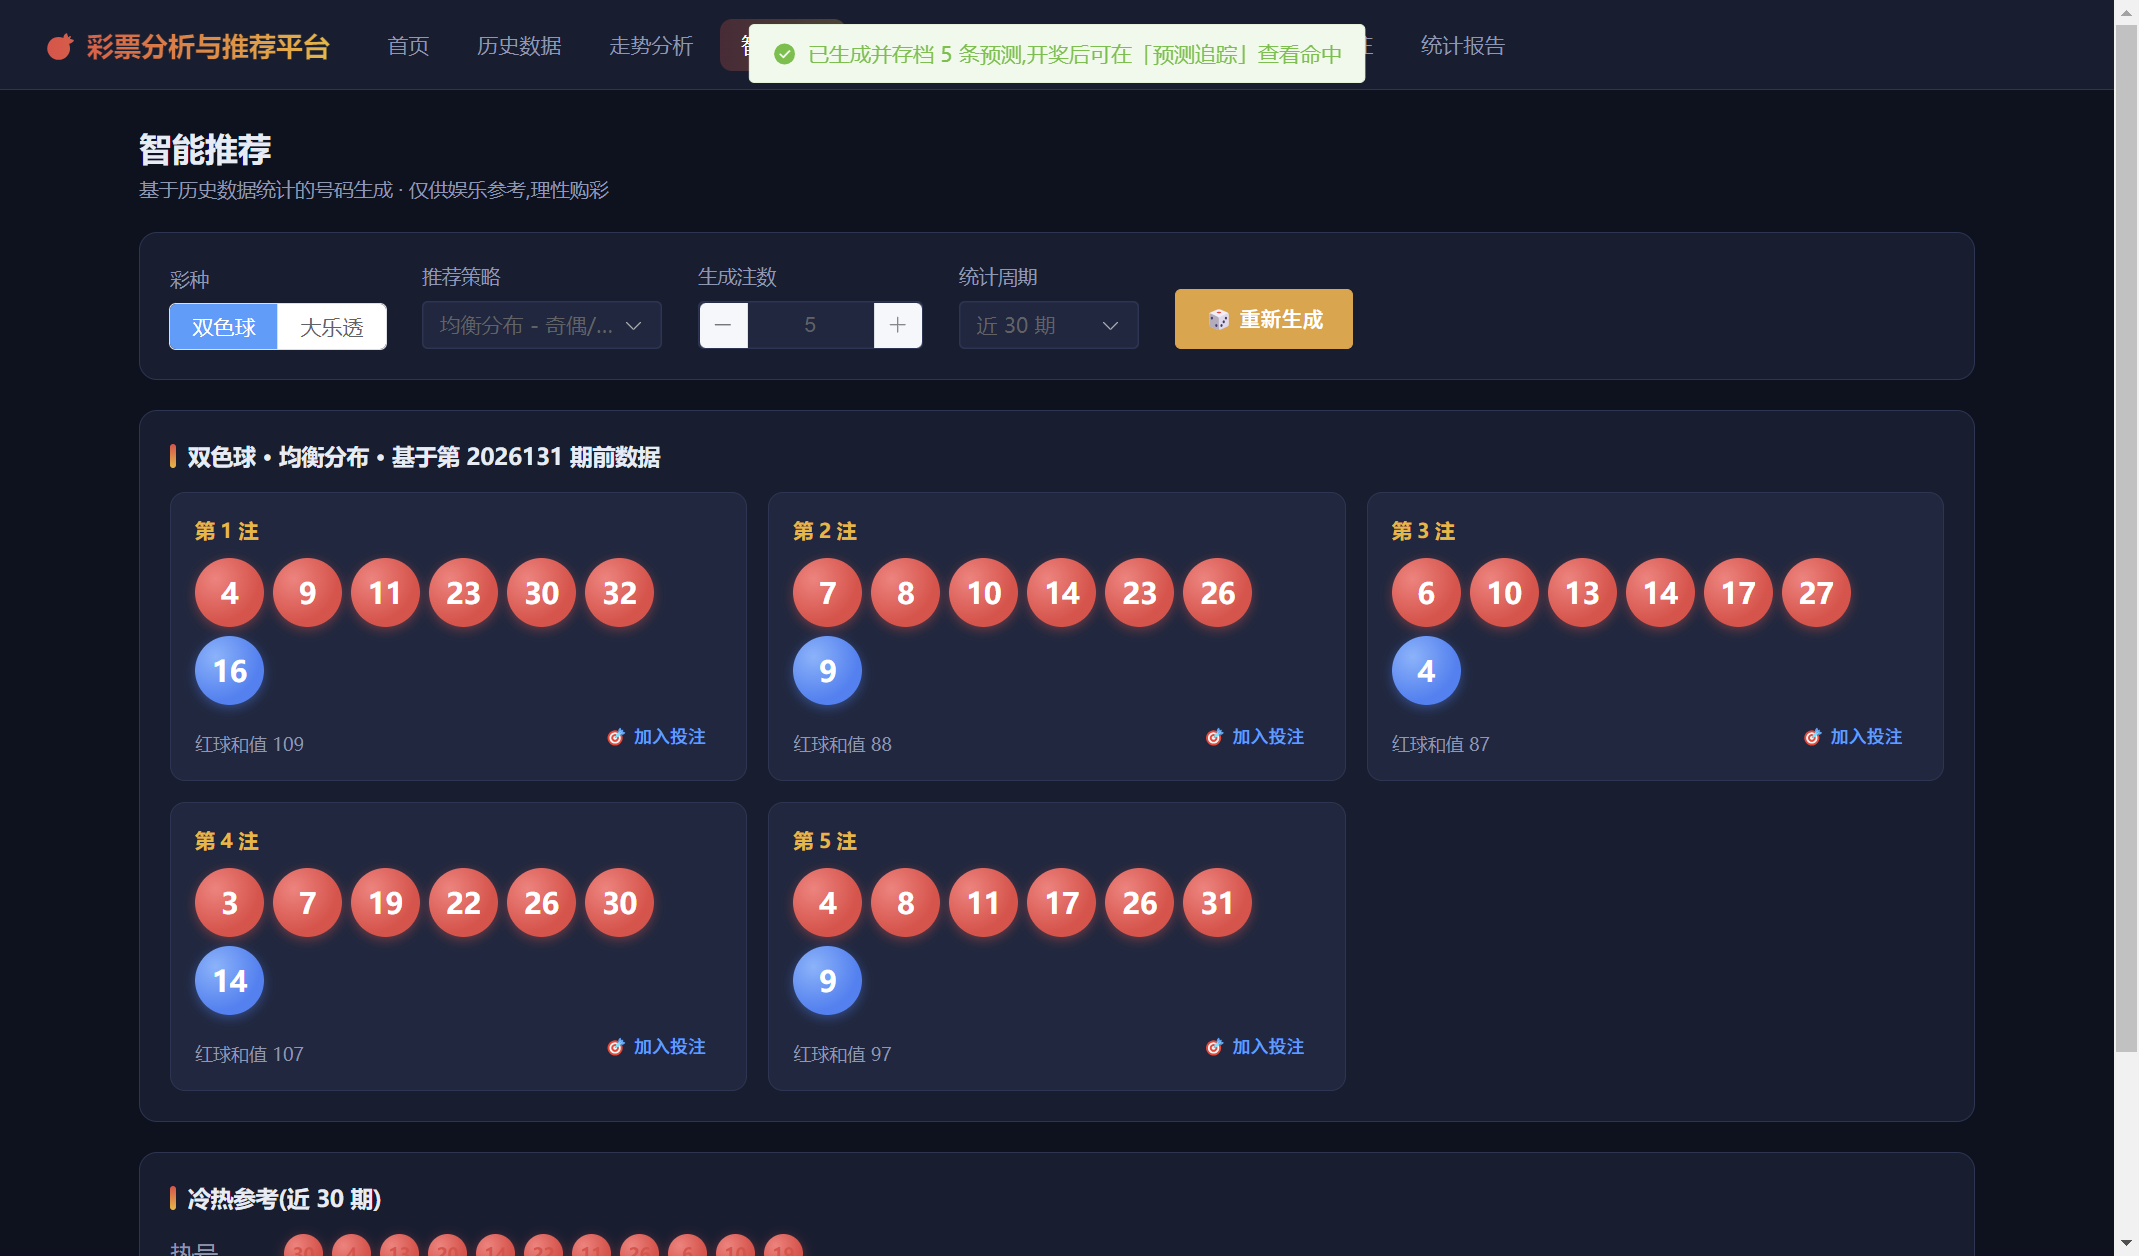 彩票分析与推荐平台
首页
历史数据
走势分析
已生成并存档 5 条预测,开奖后可在「预测追踪」查看命中
统计报告
智能推荐
基于历史数据统计的号码生成 · 仅供娱乐参考,理性购彩
彩种
推荐策略
生成注数
统计周期
双色球
大乐透
均衡分布 - 奇偶/...
5
近 30 期
重新生成
双色球 • 均衡分布 • 基于第 2026131 期前数据
第 1 注
4 9 11 23 30 32
16
红球和值 109
加入投注
第 2 注
7 8 10 14 23 26
9
红球和值 88
加入投注
第 3 注
6 10 13 14 17 27
4
红球和值 87
加入投注
第 4 注
3 7 19 22 26 30
14
红球和值 107
加入投注
第 5 注
4 8 11 17 26 31
9
红球和值 97
加入投注
冷热参考(近 30 期)
热号